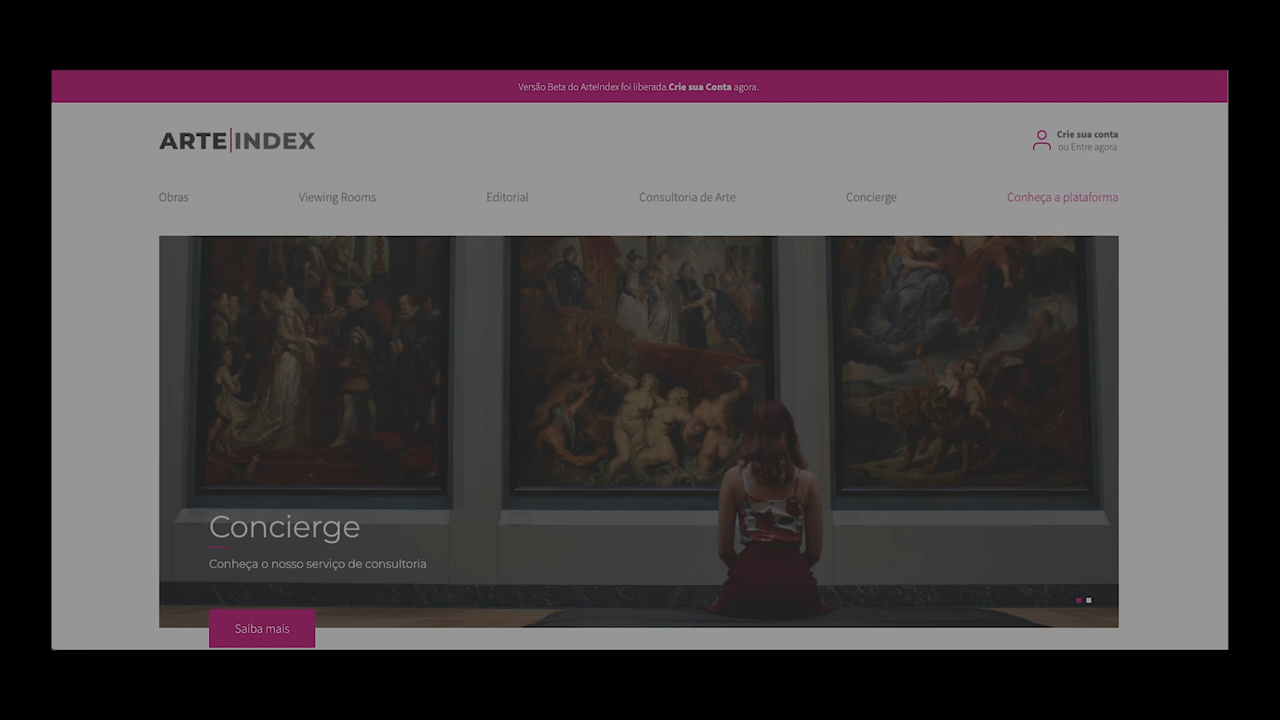 Versão Beta do ArteIndex foi liberada.Crie sua Conta agora.
ARTE|INDEX
Crie sua conta
ou Entre agora
Obras Viewing Rooms Editorial Consultoria de Arte Concierge Conheça a plataforma
Concierge
Conheça o nosso serviço de consultoria
Saiba mais